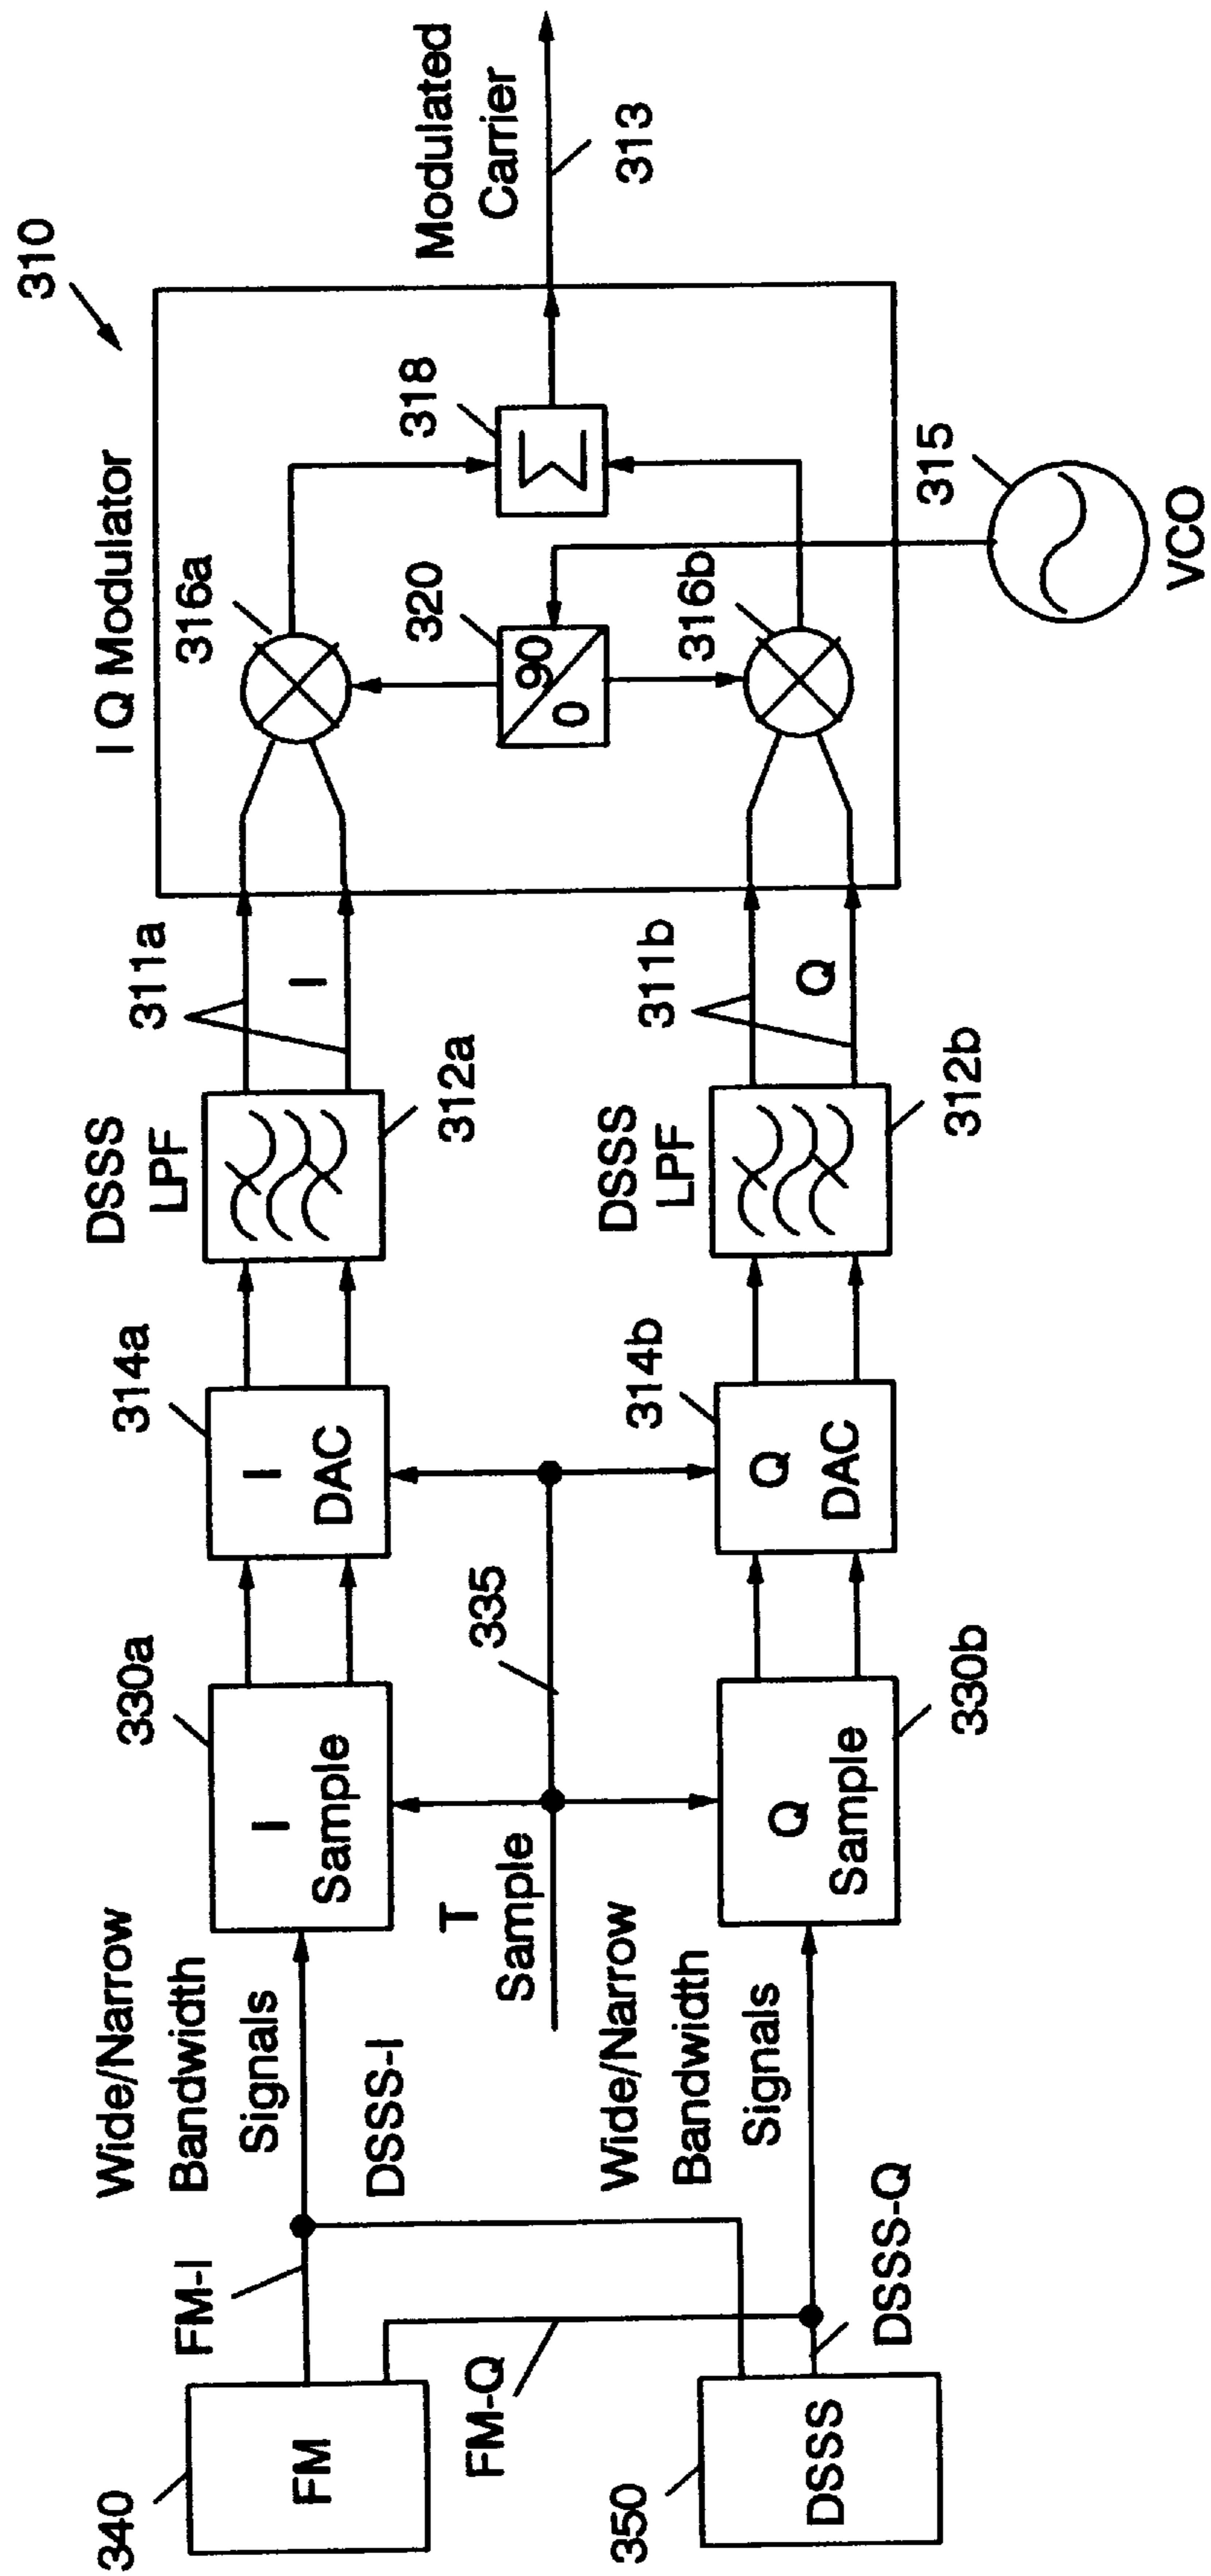 310
I Q Modulator
Modulated
Carrier
313
316a
318
320
90
0
316b
Σ
315
VCO
311a
I
311b
Q
DSSS
LPF
312a
DSSS
LPF
312b
314a
I
DAC
314b
Q
DAC
335
330a
I
Sample
330b
Q
Sample
T
Sample
Wide/Narrow
Bandwidth
Signals
DSSS-I
Wide/Narrow
Bandwidth
Signals
DSSS-Q
FM-I
FM-Q
340
FM
350
DSSS